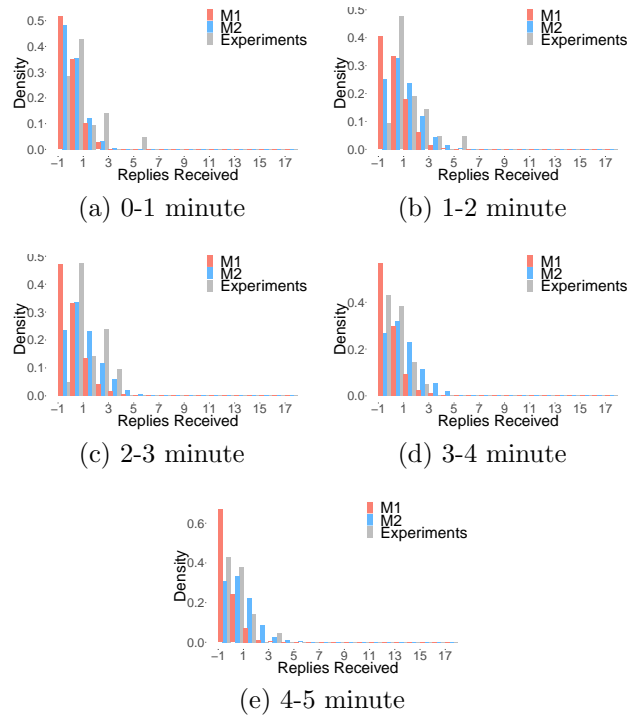 M1
M2
Experiments
Density
0.5
0.4
0.3
0.2
0.1
0.0
−1 1 3 5 7 9 11 13 15 17
Replies Received
(a) 0-1 minute
M1
M2
Experiments
Density
0.5
0.4
0.3
0.2
0.1
0.0
−1 1 3 5 7 9 11 13 15 17
Replies Received
(b) 1-2 minute
M1
M2
Experiments
Density
0.5
0.4
0.3
0.2
0.1
0.0
−1 1 3 5 7 9 11 13 15 17
Replies Received
(c) 2-3 minute
M1
M2
Experiments
Density
0.4
0.2
0.0
−1 1 3 5 7 9 11 13 15 17
Replies Received
(d) 3-4 minute
M1
M2
Experiments
Density
0.6
0.4
0.2
0.0
−1 1 3 5 7 9 11 13 15 17
Replies Received
(e) 4-5 minute